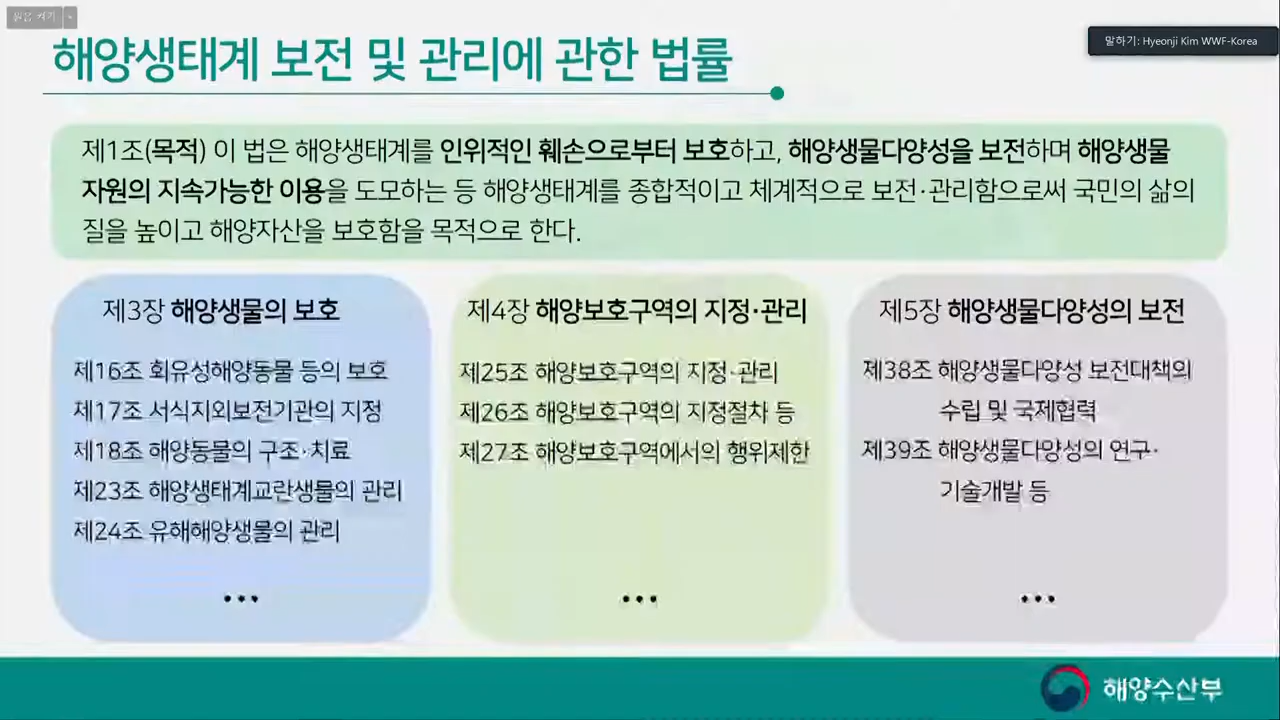 말하기: Hyeonji Kim WWF-Korea
해양생태계 보전 및 관리에 관한 법률
제1조(목적) 이 법은 해양생태계를 인위적인 훼손으로부터 보호하고, 해양생물다양성을 보전하며 해양생물
자원의 지속가능한 이용을 도모하는 등 해양생태계를 종합적이고 체계적으로 보전·관리함으로써 국민의 삶의
질을 높이고 해양자산을 보호함을 목적으로 한다.
제3장 해양생물의 보호
제16조 회유성해양동물 등의 보호
제17조 서식지외보전기관의 지정
제18조 해양동물의 구조·치료
제23조 해양생태계교란생물의 관리
제24조 유해해양생물의 관리
...
제4장 해양보호구역의 지정·관리
제25조 해양보호구역의 지정·관리
제26조 해양보호구역의 지정절차 등
제27조 해양보호구역에서의 행위제한
...
제5장 해양생물다양성의 보전
제38조 해양생물다양성 보전대책의
수립 및 국제협력
제39조 해양생물다양성의 연구·
기술개발 등
...
해양수산부